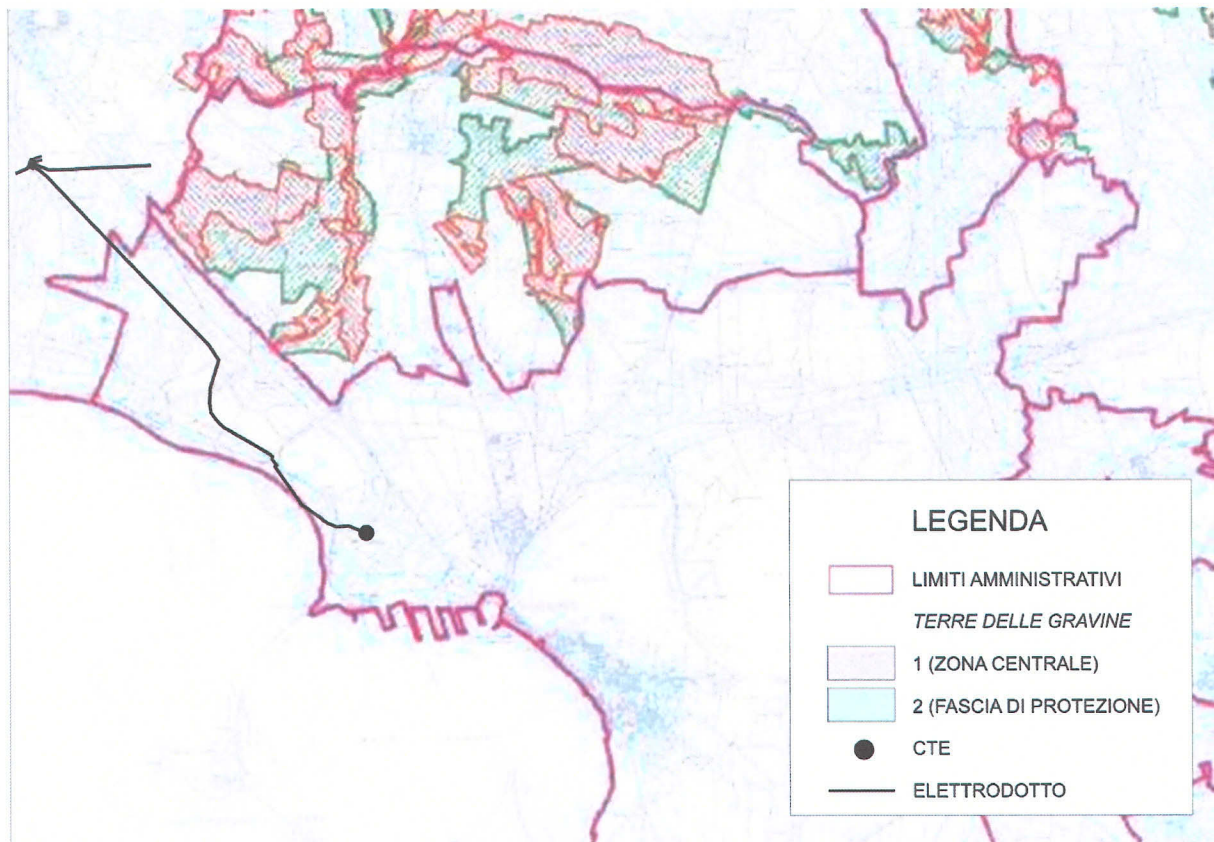 LEGENDA
LIMITI AMMINISTRATIVI
TERRE DELLE GRAVINE
1 (ZONA CENTRALE)
2 (FASCIA DI PROTEZIONE)
CTE
ELETTRODOTTO